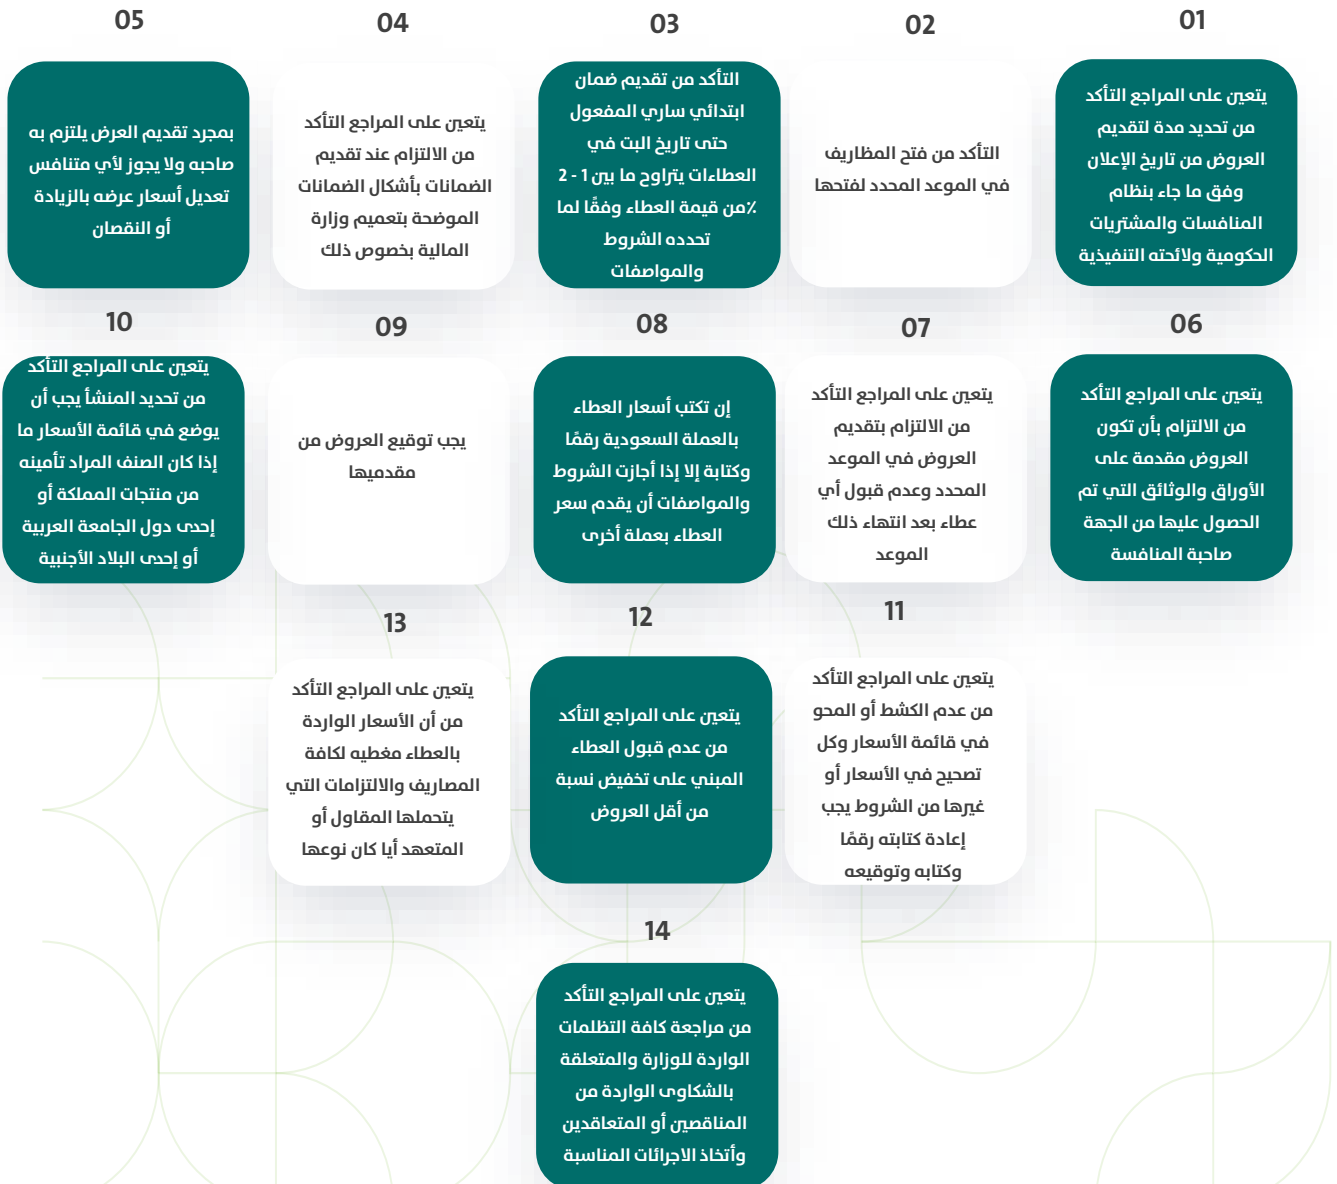 01
يتعين على المراجع التأكد
من تحديد مدة لتقديم
العروض من تاريخ الإعلان
وفق ما جاء بنظام
المنافسات والمشتريات
الحكومية ولائحته التنفيذية
02
التأكد من فتح المظاريف
في الموعد المحدد لفتحها
03
التأكد من تقديم ضمان
ابتدائي ساري المفعول
حتى تاريخ البت في
العطاءات يتراوح ما بين 1 - 2
٪من قيمة العطاء وفقًا لما
تحدده الشروط
والمواصفات
04
يتعين على المراجع التأكد
من الالتزام عند تقديم
الضمانات بأشكال الضمانات
الموضحة بتعميم وزارة
المالية بخصوص ذلك
05
بمجرد تقديم العرض يلتزم به
صاحبه ولا يجوز لأي متنافس
تعديل أسعار عرضه بالزيادة
أو النقصان
06
يتعين على المراجع التأكد
من الالتزام بأن تكون
العروض مقدمة على
الأوراق والوثائق التي تم
الحصول عليها من الجهة
صاحبة المنافسة
07
يتعين على المراجع التأكد
من الالتزام بتقديم
العروض في الموعد
المحدد وعدم قبول أي
عطاء بعد انتهاء ذلك
الموعد
08
إن تكتب أسعار العطاء
بالعملة السعودية رقمًا
وكتابة إلا إذا أجازت الشروط
والمواصفات أن يقدم سعر
العطاء بعملة أخرى
09
يجب توقيع العروض من
مقدميها
10
يتعين على المراجع التأكد
من تحديد المنشأ يجب أن
يوضع في قائمة الأسعار ما
إذا كان الصنف المراد تأمينه
من منتجات المملكة أو
إحدى دول الجامعة العربية
أو إحدى البلاد الأجنبية
11
يتعين على المراجع التأكد
من عدم الكشط أو المحو
في قائمة الأسعار وكل
تصحيح في الأسعار أو
غيرها من الشروط يجب
إعادة كتابته رقمًا
وكتابه وتوقيعه
12
يتعين على المراجع التأكد
من عدم قبول العطاء
المبني على تخفيض نسبة
من أقل العروض
13
يتعين على المراجع التأكد
من أن الأسعار الواردة
بالعطاء مغطيه لكافة
المصاريف والالتزامات التي
يتحملها المقاول أو
المتعهد أيا كان نوعها
14
يتعين على المراجع التأكد
من مراجعة كافة التظلمات
الواردة للوزارة والمتعلقة
بالشكاوى الواردة من
المناقصين أو المتعاقدين
وأتخاذ الاجرائات المناسبة